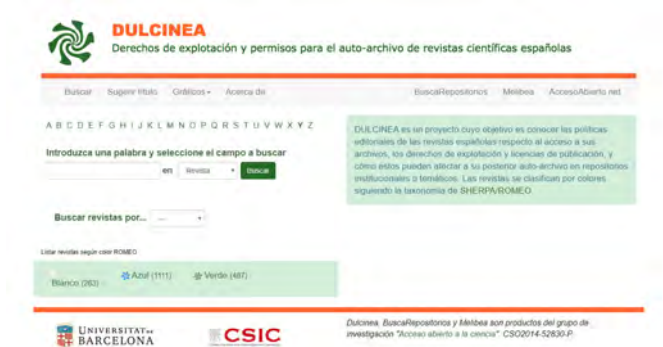 DULCINEA
Derechos de explotación y permisos para el auto-archivo de revistas científicas españolas
Buscar Sugerir título Gráficos Acerca de BuscaRepositorios Melibea AccesoAbierto.net
A B C D E F G H I J K L M N O P Q R S T U V W X Y Z
Introduzca una palabra y seleccione el campo a buscar
en Revista Buscar
Buscar revistas por... ---
Listar revistas según color ROMEO
Blanco (263) Azul (1111) Verde (487)
DULCINEA es un proyecto cuyo objetivo es conocer las políticas
editoriales de las revistas españolas respecto al acceso a sus
archivos, los derechos de explotación y licencias de publicación, y
cómo estos pueden afectar a su posterior auto-archivo en repositorios
institucionales o temáticos. Las revistas se clasifican por colores
siguiendo la taxonomía de SHERPA/ROMEO.
UNIVERSITAT DE
BARCELONA
CSIC
Dulcinea, BuscaRepositorios y Melibea son productos del grupo de
investigación "Acceso abierto a la ciencia". CSO2014-52830-P.